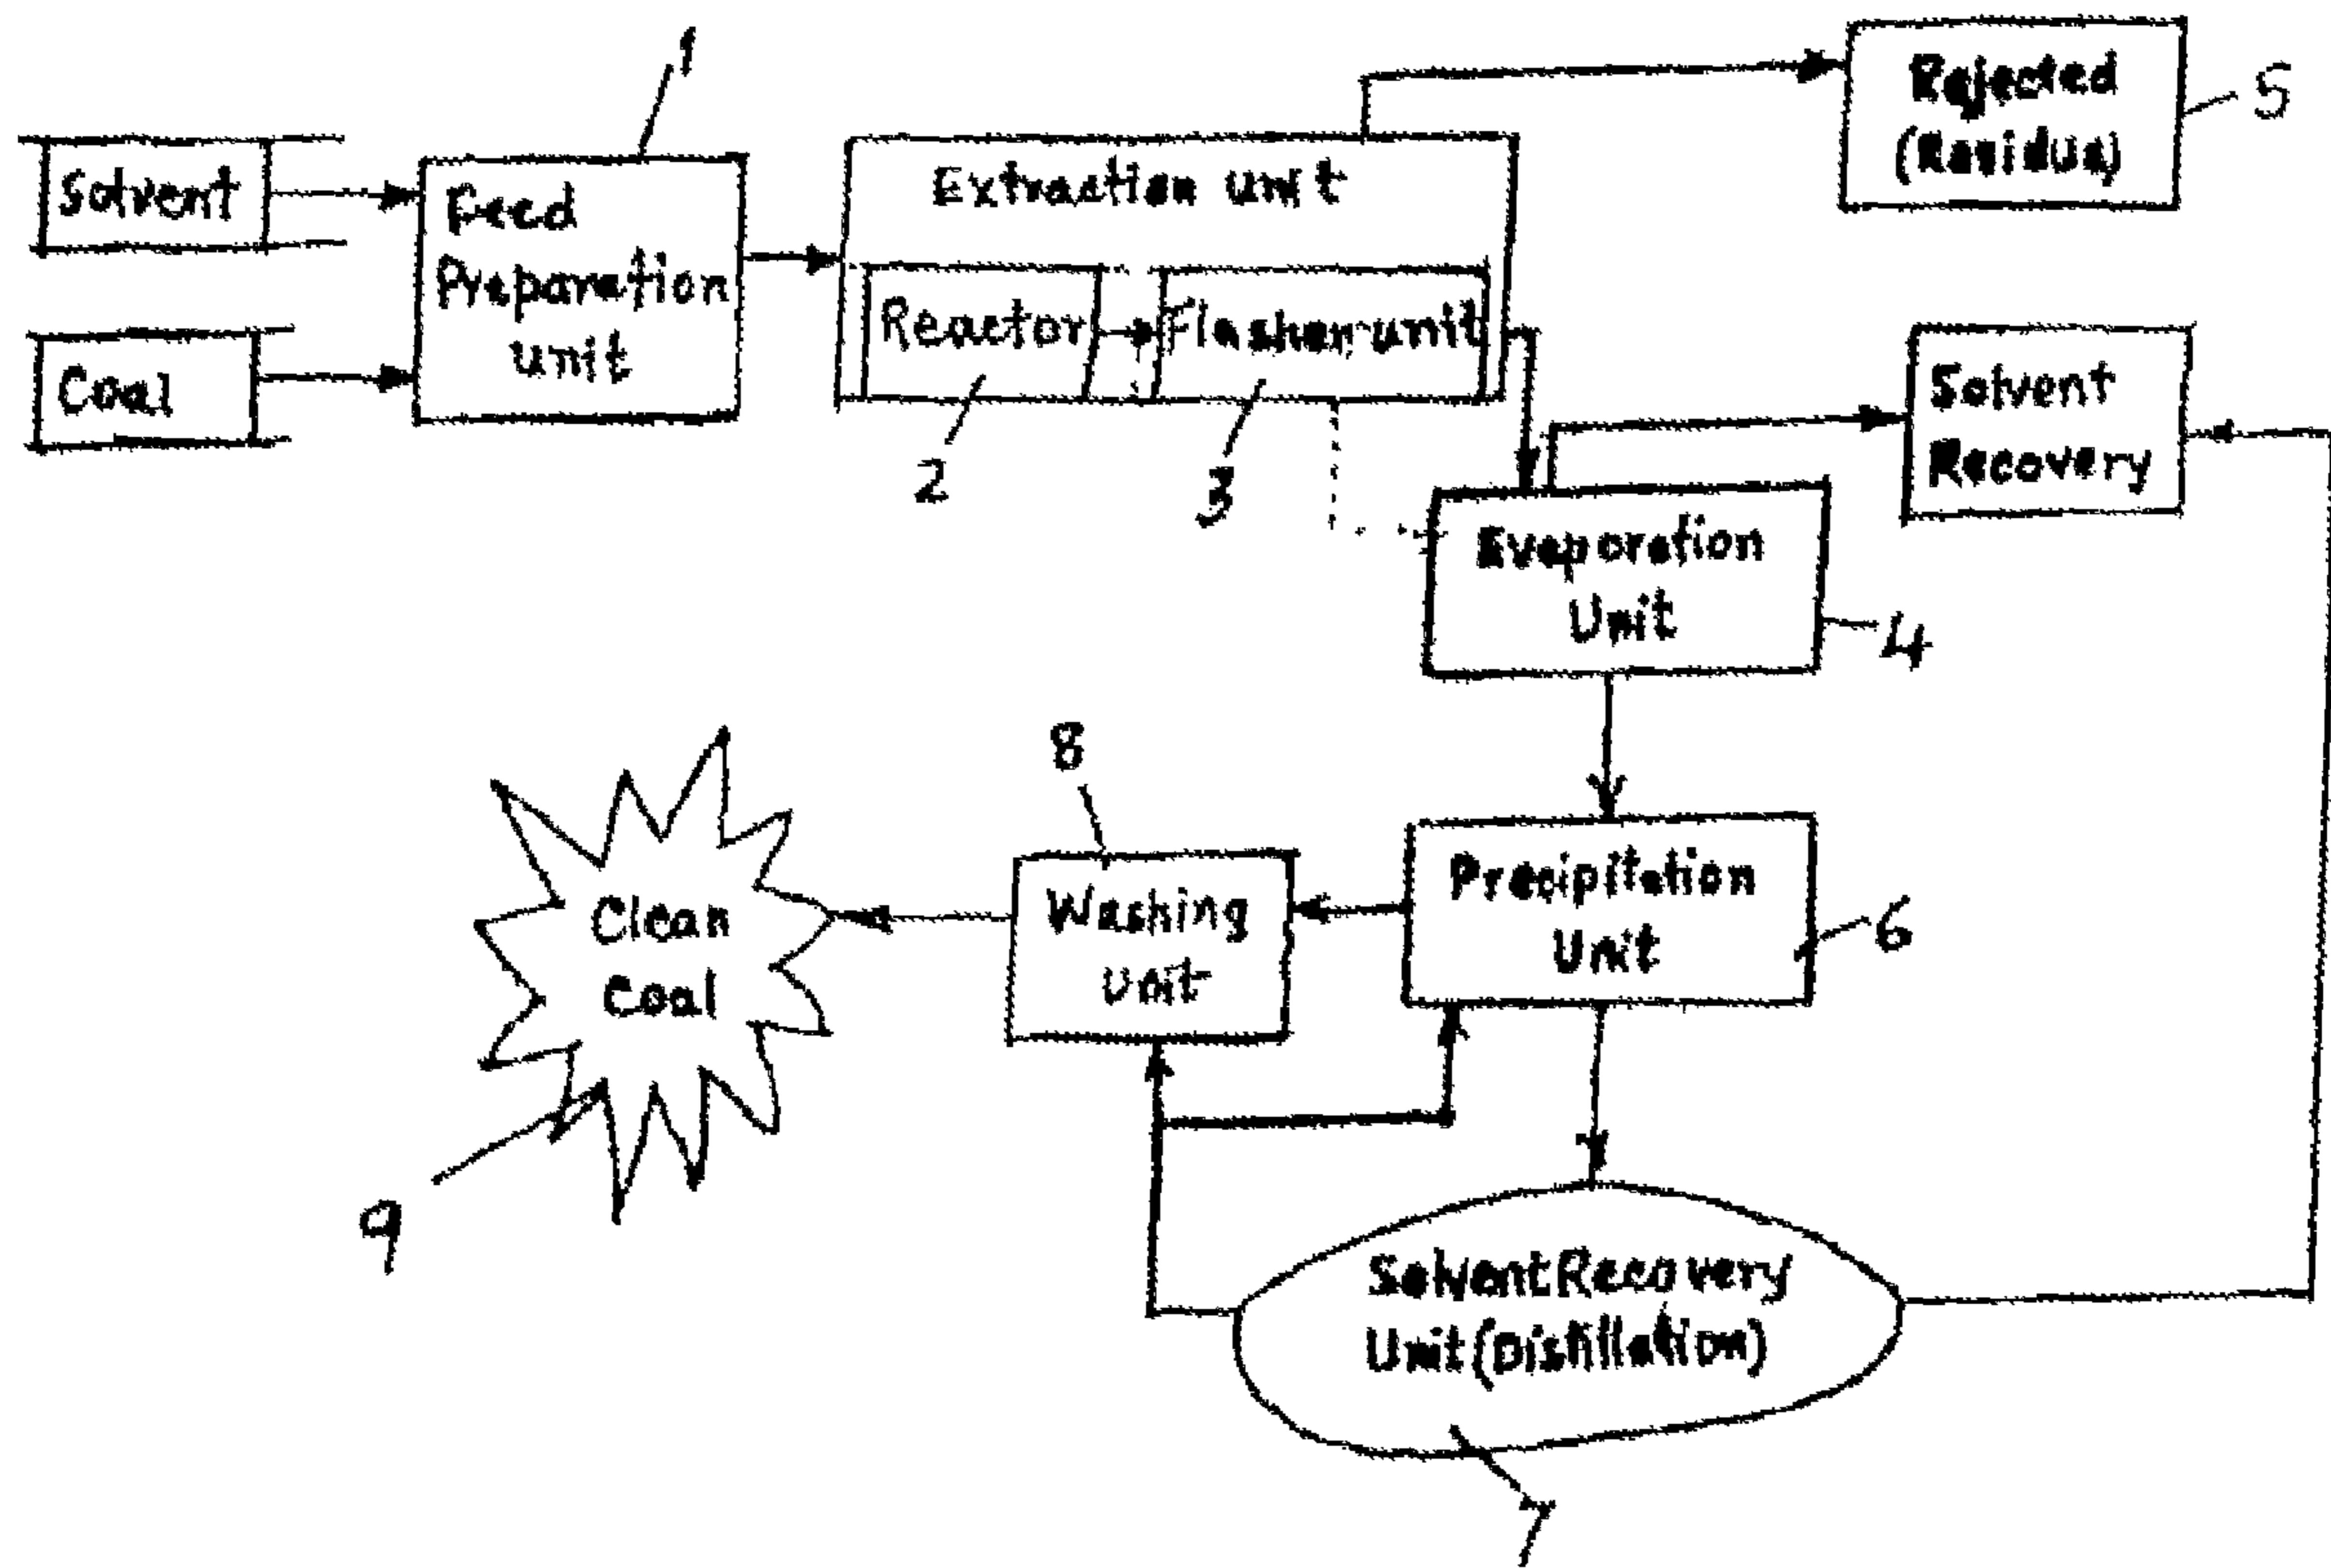 1
Solvent
Feed
Preparation
unit
Coal
Extraction unit
Reactor
Flasher unit
2
3
Rejected
(Residue)
5
Solvent
Recovery
Evaporation
Unit
4
8
Clean
Coal
Washing
Unit
Precipitation
Unit
6
9
Solvent Recovery
Unit (Distillation)
7